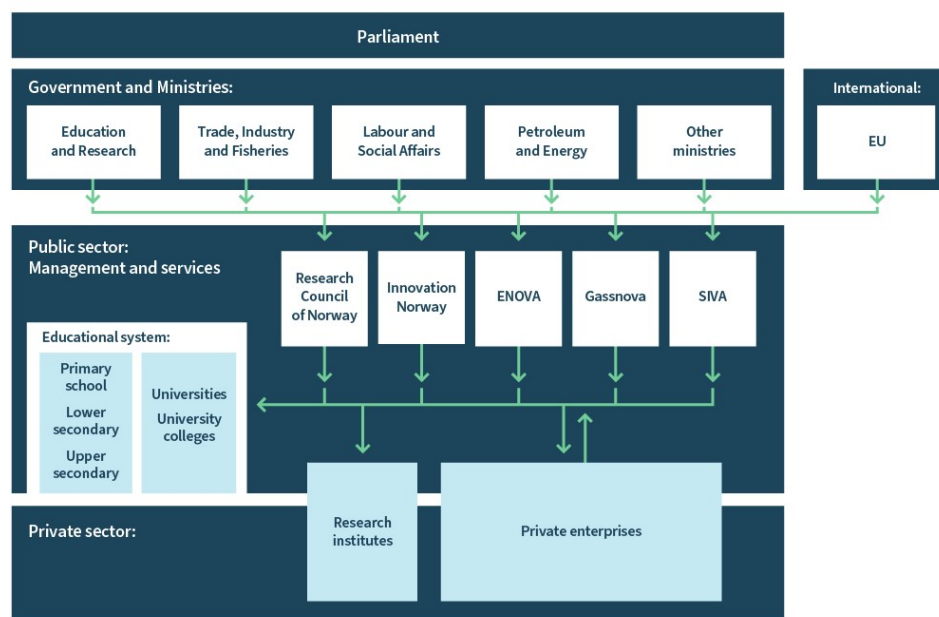 Parliament
Government and Ministries:
Education
and Research
Trade, Industry
and Fisheries
Labour and
Social Affairs
Petroleum
and Energy
Other
ministries
International:
EU
Public sector:
Management and services
Research
Council
of Norway
Innovation
Norway
ENOVA
Gassnova
SIVA
Educational system:
Primary
school
Lower
secondary
Upper
secondary
Universities
University
colleges
Private sector:
Research
institutes
Private enterprises